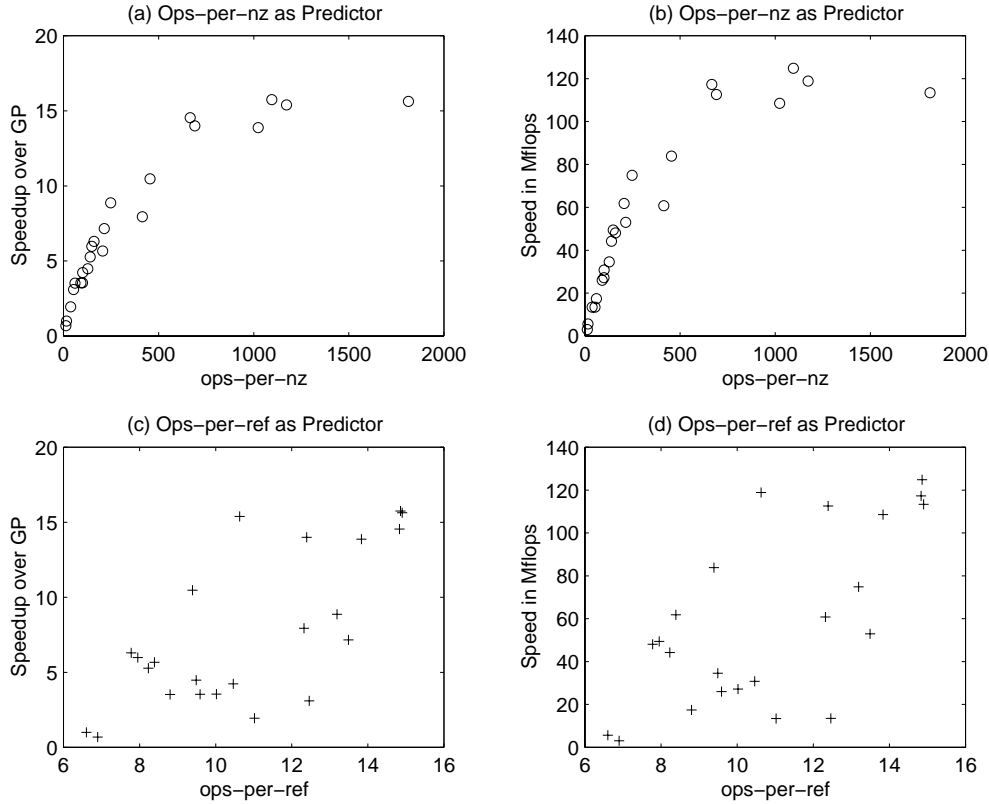 (a) Ops−per−nz as Predictor
20
15
10
5
0
Speedup over GP
0 500 1000 1500 2000
ops−per−nz
(b) Ops−per−nz as Predictor
140
120
100
80
60
40
20
0
Speed in Mflops
0 500 1000 1500 2000
ops−per−nz
(c) Ops−per−ref as Predictor
20
15
10
5
0
Speedup over GP
6 8 10 12 14 16
ops−per−ref
(d) Ops−per−ref as Predictor
140
120
100
80
60
40
20
0
Speed in Mflops
6 8 10 12 14 16
ops−per−ref